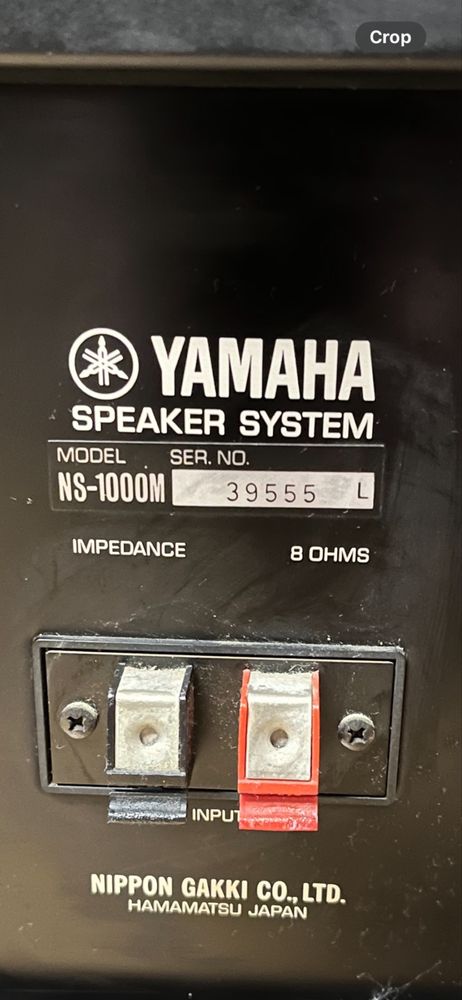 Crop
YAMAHA
SPEAKER SYSTEM
MODEL SER. NO.
NS-1000M 39555 L
IMPEDANCE 8 OHMS
INPUT
NIPPON GAKKI CO., LTD.
HAMAMATSU JAPAN